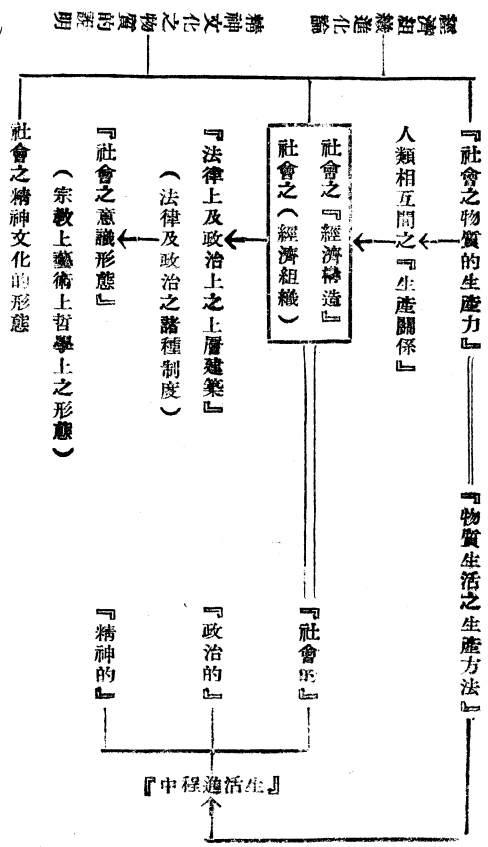 經濟組織進化論
精神文化之物質的說明
『社會之物質的生產力』
『物質生活之生產方法』
人類相互間之『生產關係』
社會之『經濟構造』
社會之（經濟組織）
『社會的』
『法律上及政治上之上層建築』
（法律及政治之諸種制度）
『政治的』
『社會之意識形態』
（宗教上藝術上哲學上之形態）
『精神的』
社會之精神文化的形態
『生活過程中』